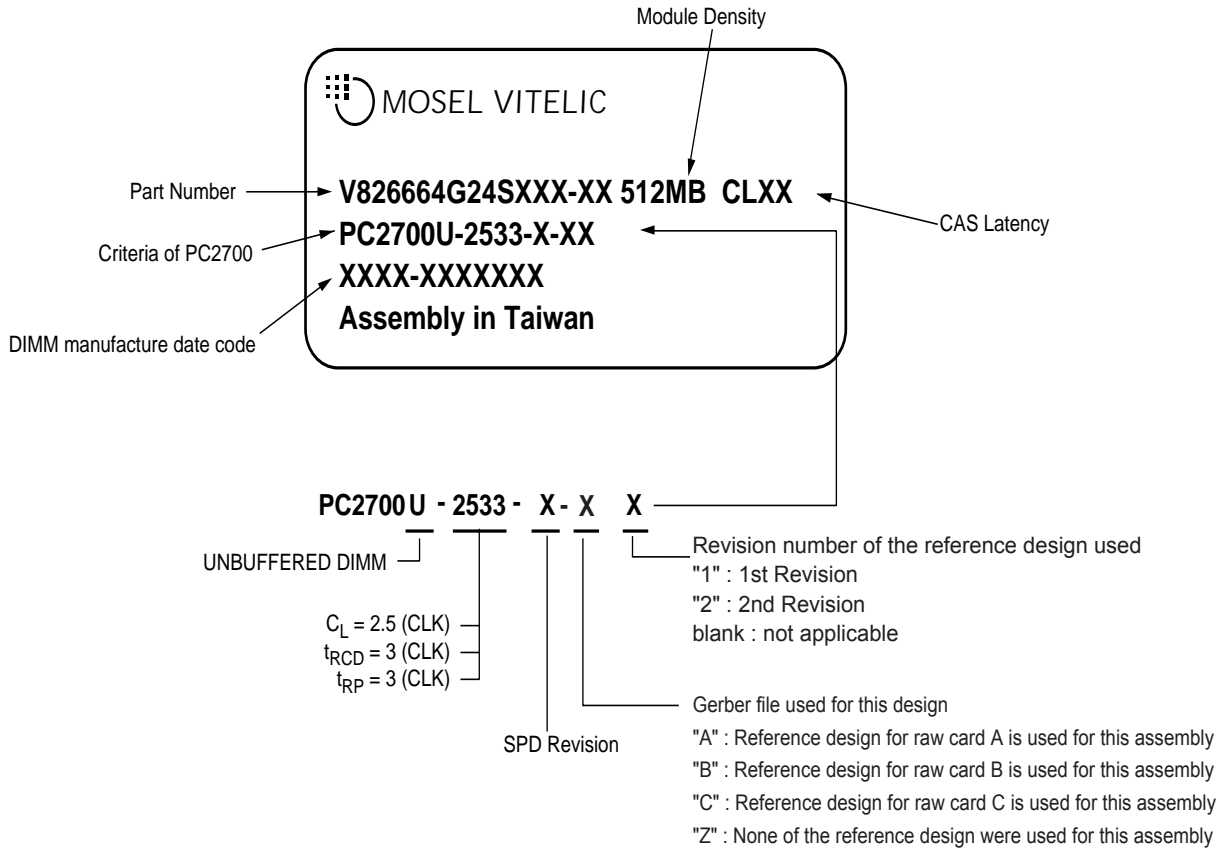 Module Density
MOSEL VITELIC
Part Number
V826664G24SXXX-XX 512MB CLXX
CAS Latency
Criteria of PC2700
PC2700U-2533-X-XX
XXXX-XXXXXXX
DIMM manufacture date code
Assembly in Taiwan
PC2700U - 2533 - X - X X
UNBUFFERED DIMM
CL = 2.5 (CLK)
tRCD = 3 (CLK)
tRP = 3 (CLK)
SPD Revision
Revision number of the reference design used
"1" : 1st Revision
"2" : 2nd Revision
blank : not applicable
Gerber file used for this design
"A" : Reference design for raw card A is used for this assembly
"B" : Reference design for raw card B is used for this assembly
"C" : Reference design for raw card C is used for this assembly
"Z" : None of the reference design were used for this assembly